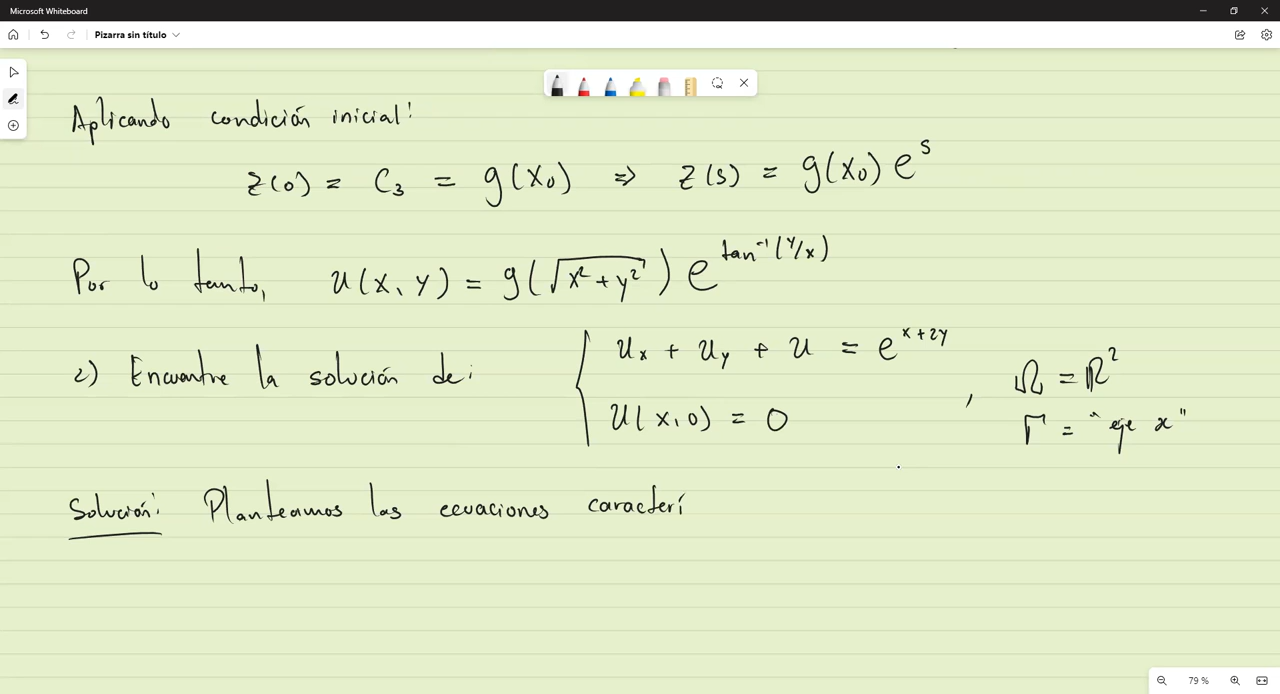 Microsoft Whiteboard
Pizarra sin título
Aplicando condición inicial:
z(0) = C₃ = g(x₀) ⇒ z(s) = g(x₀) e^s
Por lo tanto, u(x,y) = g(√(x²+y²)) e^(tan⁻¹(y/x))
2) Encuentre la solución de: { u_x + u_y + u = e^(x+2y)
u(x,0) = 0 , Ω = ℝ²
Γ = "eje x"
Solución: Planteamos las ecuaciones caracterí
79 %